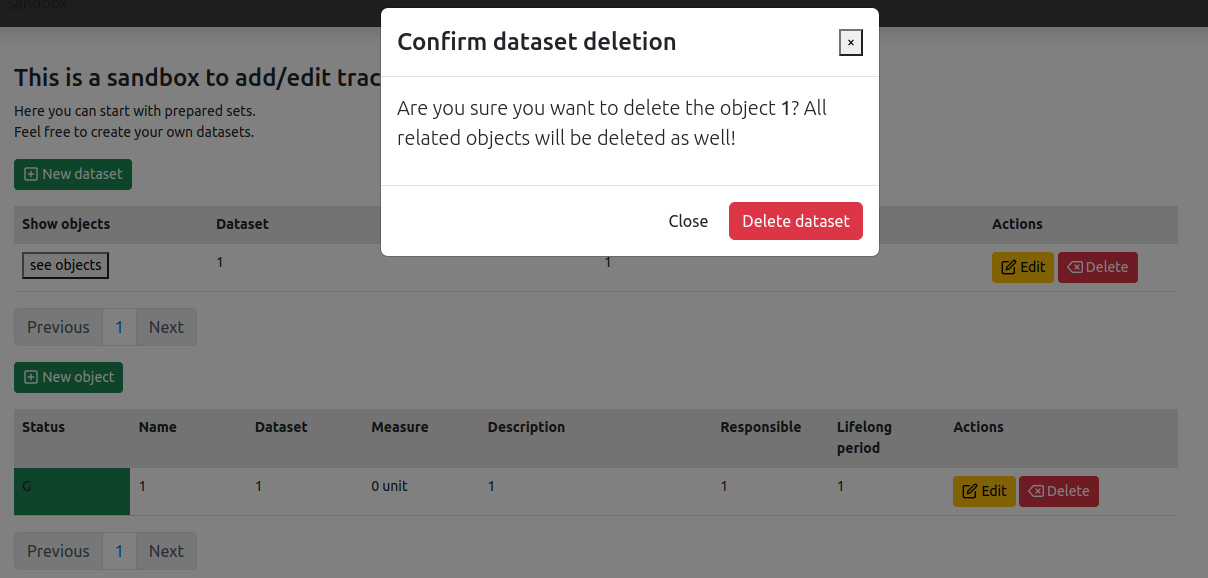 Sandbox
Confirm dataset deletion
×
Are you sure you want to delete the object 1? All
related objects will be deleted as well!
Close
Delete dataset
This is a sandbox to add/edit trac
Here you can start with prepared sets.
Feel free to create your own datasets.
New dataset
Show objects Dataset Actions
see objects 1 1 Edit Delete
Previous 1 Next
New object
Status Name Dataset Measure Description Responsible Lifelong
period Actions
G 1 1 0 unit 1 1 1 Edit Delete
Previous 1 Next